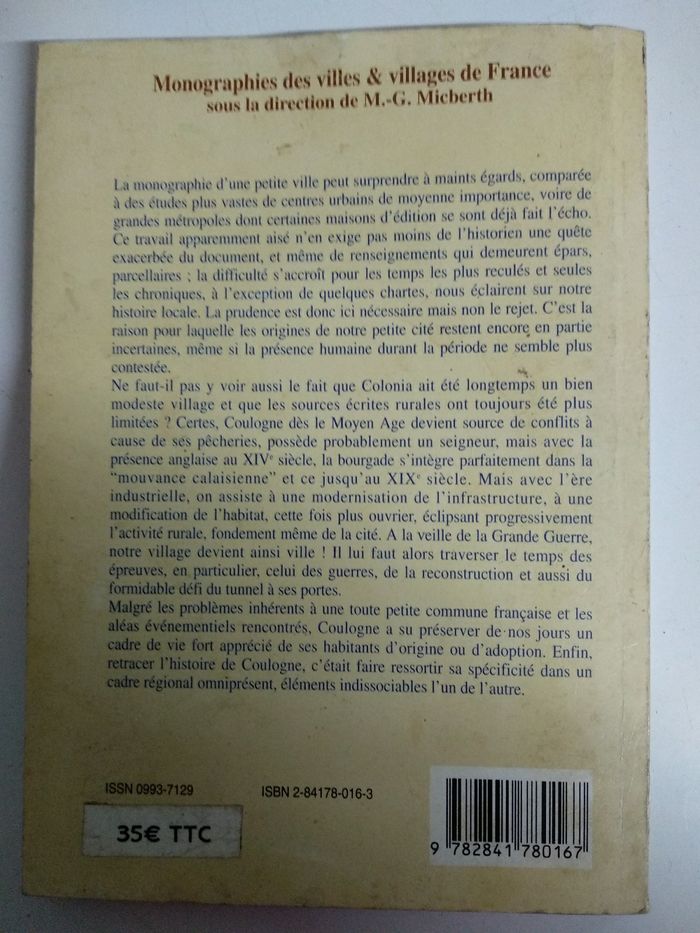 Monographies des villes & villages de France
sous la direction de M.-G. Micberth
La monographie d'une petite ville peut surprendre à maints égards, comparée
à des études plus vastes de centres urbains de moyenne importance, voire de
grandes métropoles dont certaines maisons d'édition se sont déjà fait l'écho.
Ce travail apparemment aisé n'en exige pas moins de l'historien une quête
exacerbée du document, et même de renseignements qui demeurent épars,
parcellaires ; la difficulté s'accroît pour les temps les plus reculés et seules
les chroniques, à l'exception de quelques chartes, nous éclairent sur notre
histoire locale. La prudence est donc ici nécessaire mais non le rejet. C'est la
raison pour laquelle les origines de notre petite cité restent encore en partie
incertaines, même si la présence humaine durant la période ne semble plus
contestée.
Ne faut-il pas y voir aussi le fait que Colonia ait été longtemps un bien
modeste village et que les sources écrites rurales ont toujours été plus
limitées ? Certes, Coulogne dès le Moyen Age devient source de conflits à
cause de ses pêcheries, possède probablement un seigneur, mais avec la
présence anglaise au XIVe siècle, la bourgade s'intègre parfaitement dans la
“mouvance calaisienne” et ce jusqu'au XIXe siècle. Mais avec l'ère
industrielle, on assiste à une modernisation de l'infrastructure, à une
modification de l'habitat, cette fois plus ouvrier, éclipsant progressivement
l'activité rurale, fondement même de la cité. A la veille de la Grande Guerre,
notre village devient ainsi ville ! Il lui faut alors traverser le temps des
épreuves, en particulier, celui des guerres, de la reconstruction et aussi du
formidable défi du tunnel à ses portes.
Malgré les problèmes inhérents à une toute petite commune française et les
aléas événementiels rencontrés, Coulogne a su préserver de nos jours un
cadre de vie fort apprécié de ses habitants d'origine ou d'adoption. Enfin,
retracer l'histoire de Coulogne, c'était faire ressortir sa spécificité dans un
cadre régional omniprésent, éléments indissociables l'un de l'autre.
ISSN 0993-7129
ISBN 2-84178-016-3
35€ TTC
9 782841 780167